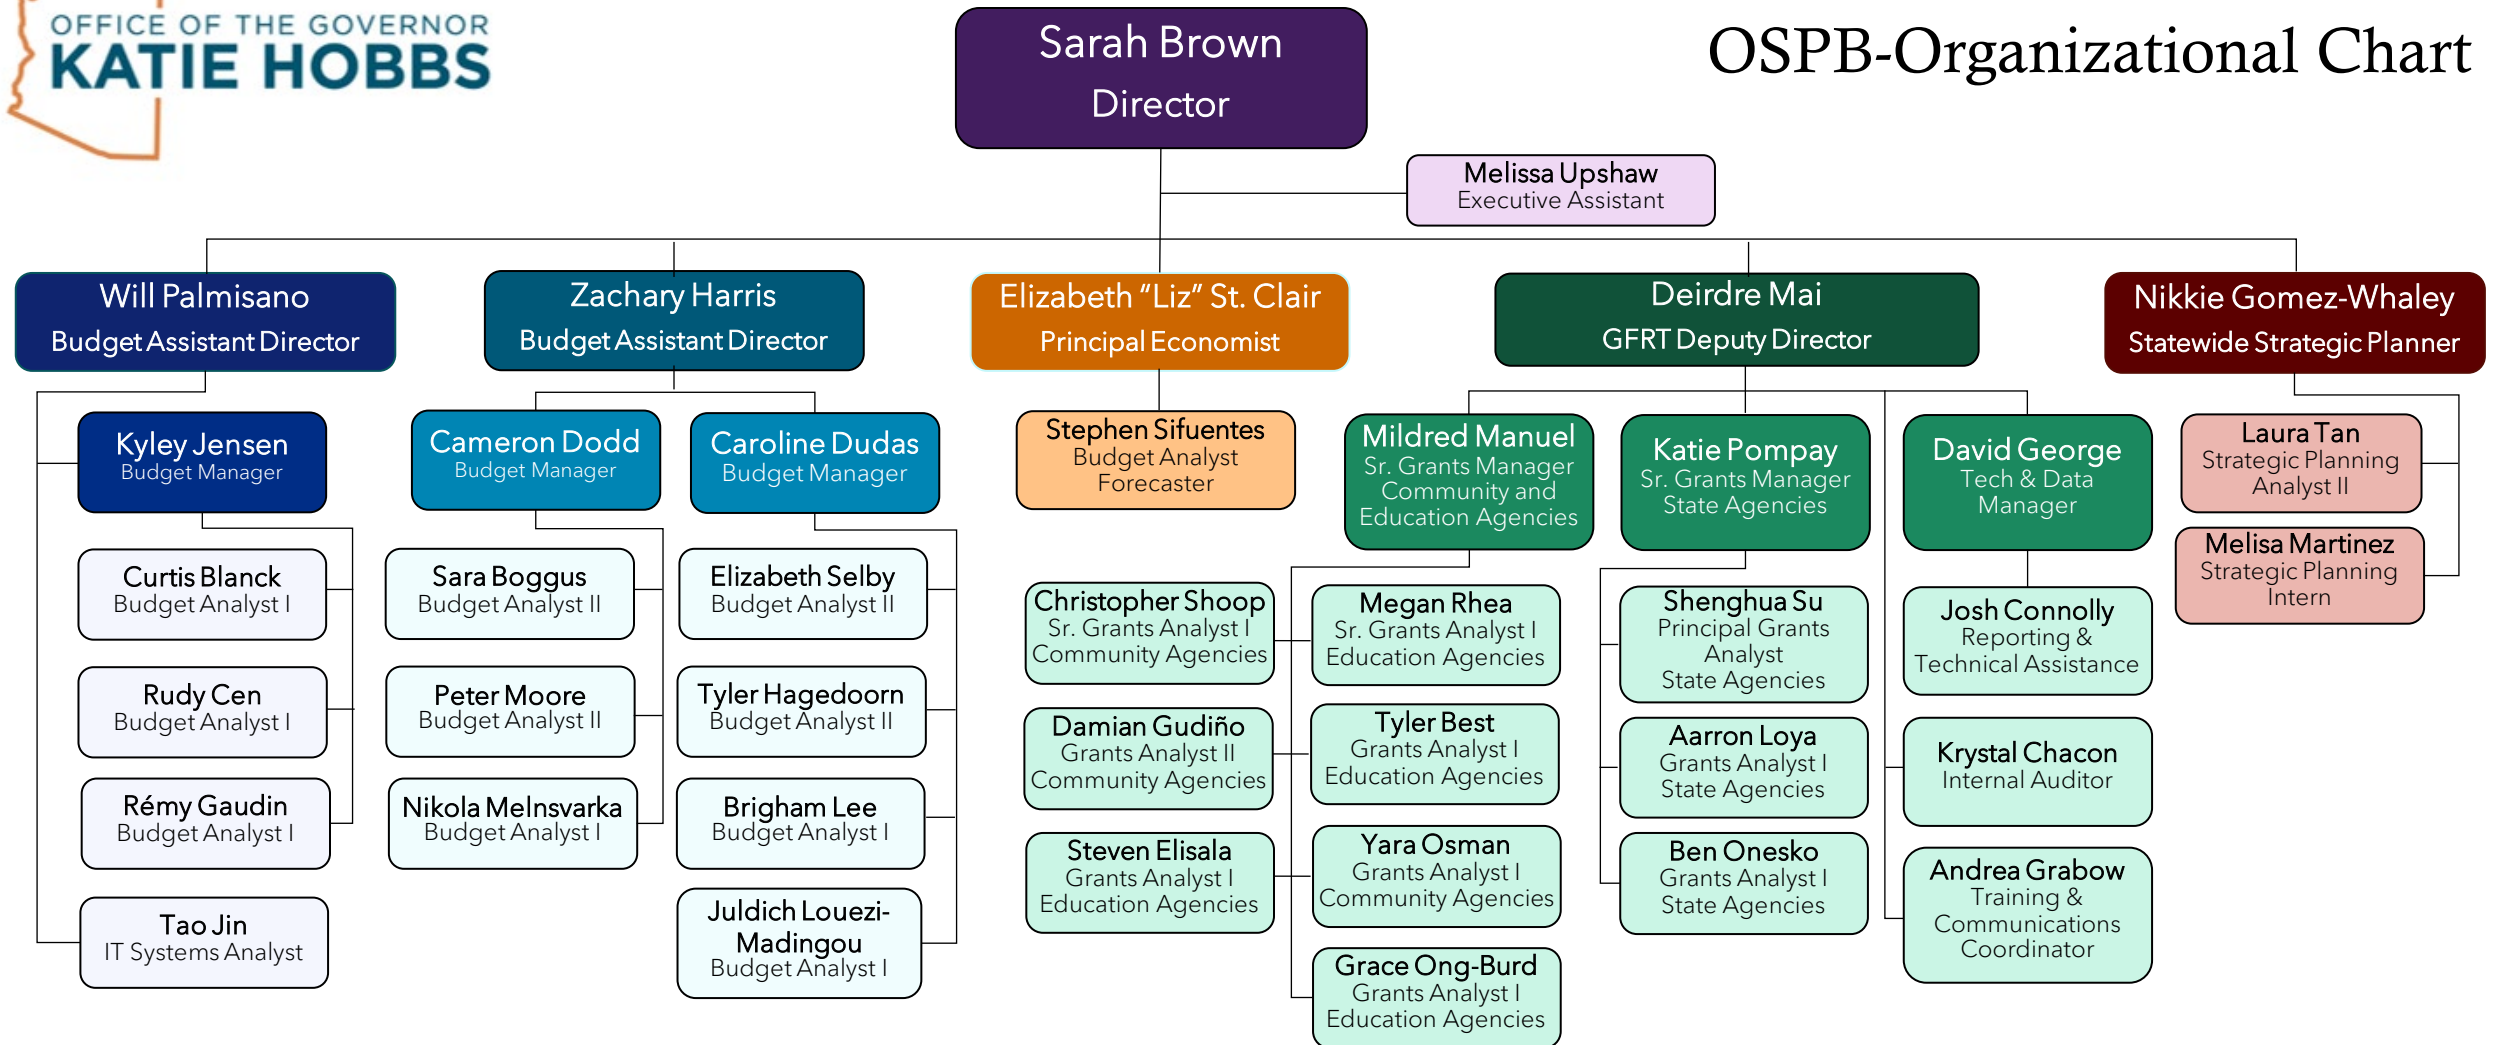 OFFICE OF THE GOVERNOR
KATIE HOBBS
OSPB-Organizational Chart
Sarah Brown
Director
Melissa Upshaw
Executive Assistant
Will Palmisano
Budget Assistant Director
Zachary Harris
Budget Assistant Director
Elizabeth “Liz” St. Clair
Principal Economist
Deirdre Mai
GFRT Deputy Director
Nikkie Gomez-Whaley
Statewide Strategic Planner
Kyley Jensen
Budget Manager
Cameron Dodd
Budget Manager
Caroline Dudas
Budget Manager
Stephen Sifuentes
Budget Analyst
Forecaster
Mildred Manuel
Sr. Grants Manager
Community and
Education Agencies
Katie Pompay
Sr. Grants Manager
State Agencies
David George
Tech & Data
Manager
Laura Tan
Strategic Planning
Analyst II
Melisa Martinez
Strategic Planning
Intern
Curtis Blanck
Budget Analyst I
Rudy Cen
Budget Analyst I
Rémy Gaudin
Budget Analyst I
Tao Jin
IT Systems Analyst
Sara Boggus
Budget Analyst II
Peter Moore
Budget Analyst II
Nikola Melnsvarka
Budget Analyst I
Elizabeth Selby
Budget Analyst II
Tyler Hagedoorn
Budget Analyst II
Brigham Lee
Budget Analyst I
Juldich Louezi-
Madingou
Budget Analyst I
Christopher Shoop
Sr. Grants Analyst I
Community Agencies
Damian Gudiño
Grants Analyst II
Community Agencies
Steven Elisala
Grants Analyst I
Education Agencies
Megan Rhea
Sr. Grants Analyst I
Education Agencies
Tyler Best
Grants Analyst I
Education Agencies
Yara Osman
Grants Analyst I
Community Agencies
Grace Ong-Burd
Grants Analyst I
Education Agencies
Shenghua Su
Principal Grants
Analyst
State Agencies
Aarron Loya
Grants Analyst I
State Agencies
Ben Onesko
Grants Analyst I
State Agencies
Josh Connolly
Reporting &
Technical Assistance
Krystal Chacon
Internal Auditor
Andrea Grabow
Training &
Communications
Coordinator